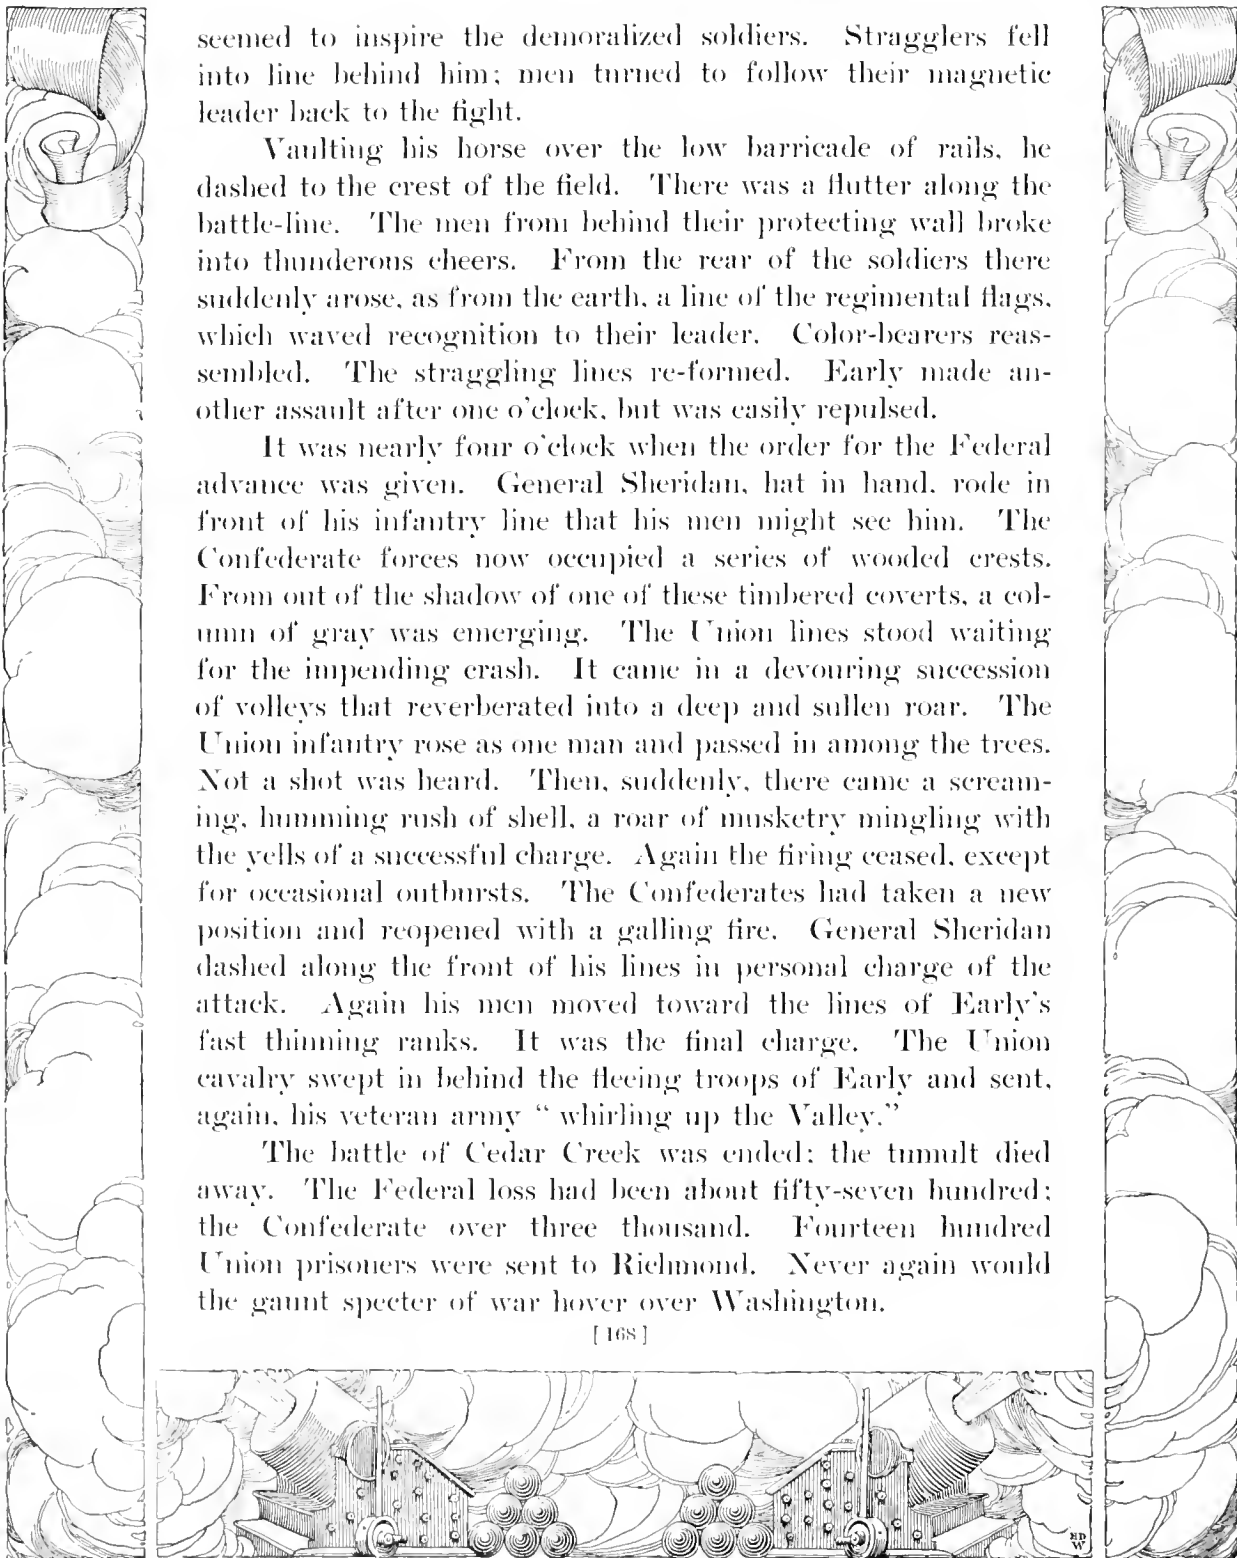 seemed to inspire the demoralized soldiers. Stragglers fell
into line behind him; men turned to follow their magnetic
leader back to the fight.
Vaulting his horse over the low barricade of rails, he
dashed to the crest of the field. There was a flutter along the
battle-line. The men from behind their protecting wall broke
into thunderous cheers. From the rear of the soldiers there
suddenly arose, as from the earth, a line of the regimental flags,
which waved recognition to their leader. Color-bearers reas-
sembled. The straggling lines re-formed. Early made an-
other assault after one o'clock, but was easily repulsed.
It was nearly four o'clock when the order for the Federal
advance was given. General Sheridan, hat in hand, rode in
front of his infantry line that his men might see him. The
Confederate forces now occupied a series of wooded crests.
From out of the shadow of one of these timbered coverts, a col-
umn of gray was emerging. The Union lines stood waiting
for the impending crash. It came in a devouring succession
of volleys that reverberated into a deep and sullen roar. The
Union infantry rose as one man and passed in among the trees.
Not a shot was heard. Then, suddenly, there came a scream-
ing, humming rush of shell, a roar of musketry mingling with
the yells of a successful charge. Again the firing ceased, except
for occasional outbursts. The Confederates had taken a new
position and reopened with a galling fire. General Sheridan
dashed along the front of his lines in personal charge of the
attack. Again his men moved toward the lines of Early's
fast thinning ranks. It was the final charge. The Union
cavalry swept in behind the fleeing troops of Early and sent,
again, his veteran army "whirling up the Valley."
The battle of Cedar Creek was ended; the tumult died
away. The Federal loss had been about fifty-seven hundred;
the Confederate over three thousand. Fourteen hundred
Union prisoners were sent to Richmond. Never again would
the gaunt specter of war hover over Washington.
[168]
HD
W